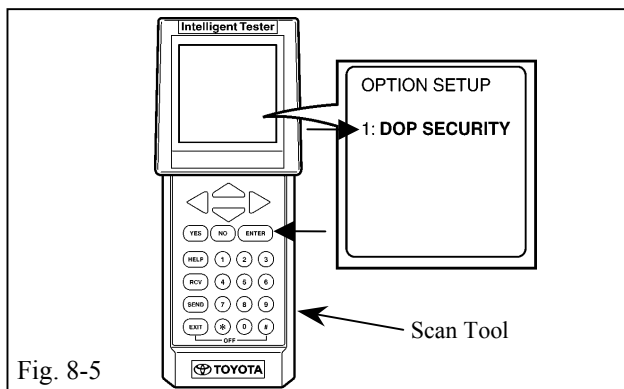 Intelligent Tester
OPTION SETUP
1: DOP SECURITY
YES NO ENTER
HELP 1 2 3
RCV 4 5 6
SEND 7 8 9
EXIT * 0 #
OFF
Scan Tool
TOYOTA
Fig. 8-5